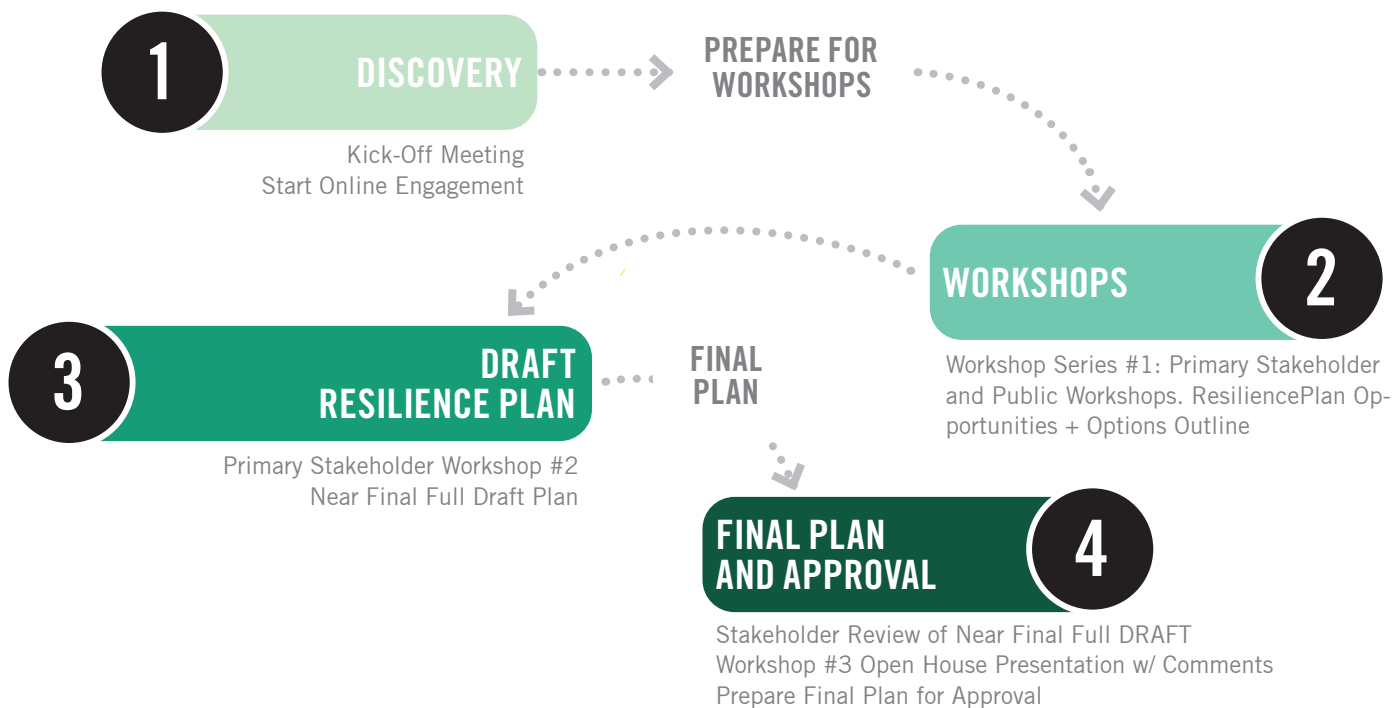 1
DISCOVERY
Kick-Off Meeting
Start Online Engagement
PREPARE FOR
WORKSHOPS
2
WORKSHOPS
Workshop Series #1: Primary Stakeholder
and Public Workshops. ResiliencePlan Op-
portunities + Options Outline
3
DRAFT
RESILIENCE PLAN
Primary Stakeholder Workshop #2
Near Final Full Draft Plan
FINAL
PLAN
4
FINAL PLAN
AND APPROVAL
Stakeholder Review of Near Final Full DRAFT
Workshop #3 Open House Presentation w/ Comments
Prepare Final Plan for Approval